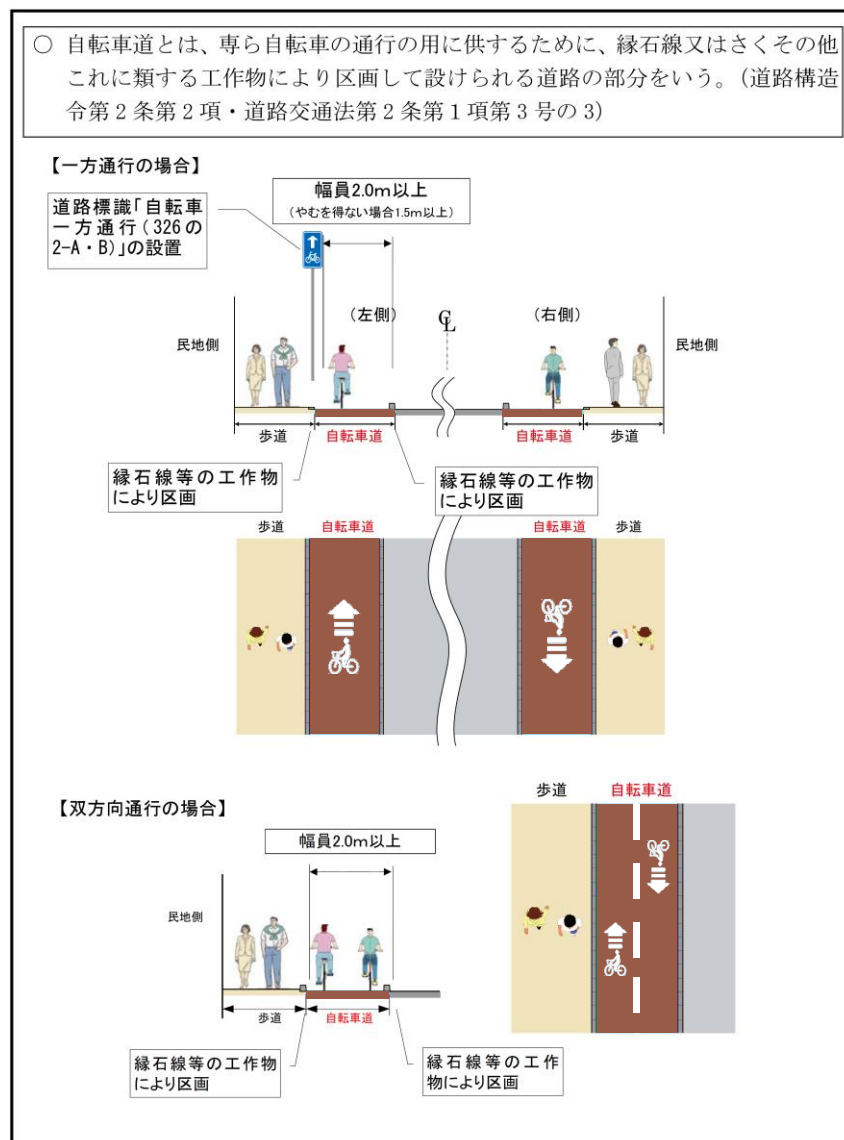 ○ 自転車道とは、専ら自転車の通行の用に供するために、縁石線又はさくその他
これに類する工作物により区画して設けられる道路の部分をいう。（道路構造
令第2条第2項・道路交通法第2条第1項第3号の3）
【一方通行の場合】
道路標識「自転車
一方通行（326の
2-A・B）」の設置
幅員2.0m以上
（やむを得ない場合1.5m以上）
（左側）
CL
（右側）
民地側
民地側
歩道
自転車道
自転車道
歩道
縁石線等の工作物
により区画
縁石線等の工作物
により区画
歩道
自転車道
自転車道
歩道
【双方向通行の場合】
幅員2.0m以上
民地側
歩道
自転車道
縁石線等の工作物
により区画
縁石線等の工作
物により区画
歩道
自転車道